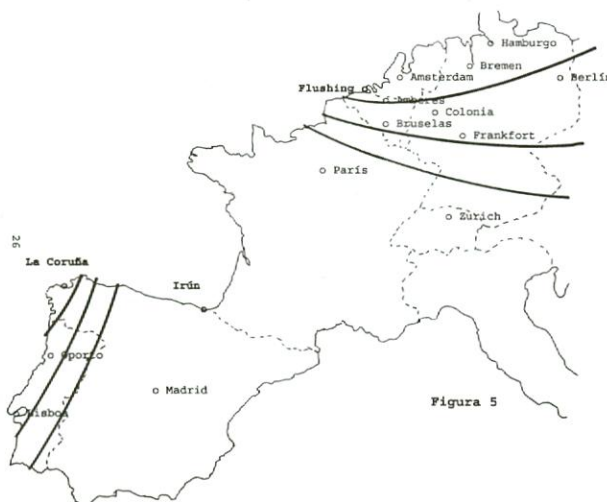 Hamburgo
Bremen
Amsterdam
Berlín
Flushing
Amberes
Colonia
Bruselas
Frankfort
París
Zúrich
26
La Coruña
Irún
Oporto
Madrid
Lisboa
Figura 5